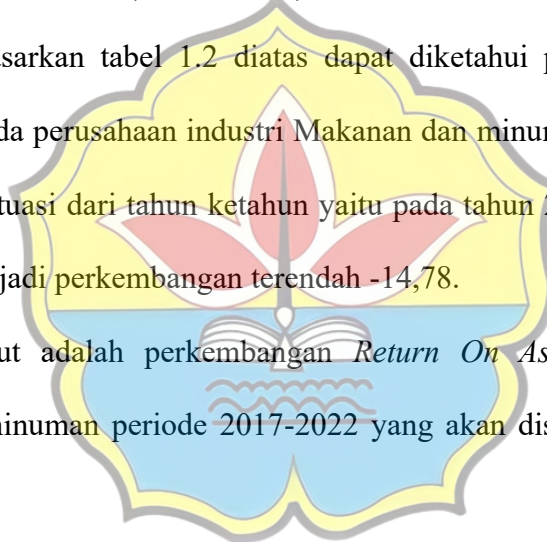 sarkan tabel 1.2 diatas dapat diketahui
da perusahaan industri Makanan dan minu
tuasi dari tahun ketahun yaitu pada tahun
jadi perkembangan terendah -14,78.
ut adalah perkembangan Return On As
inuman periode 2017-2022 yang akan dis